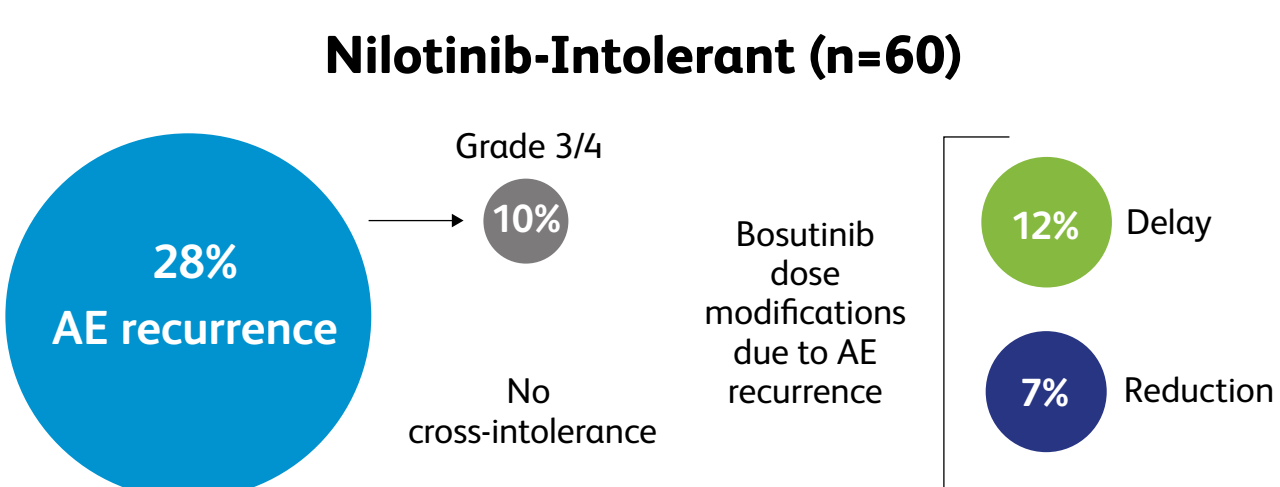 Nilotinib-Intolerant (n=60)
28%
AE recurrence
Grade 3/4
10%
No
cross-intolerance
Bosutinib
dose
modifications
due to AE
recurrence
12%
Delay
7%
Reduction